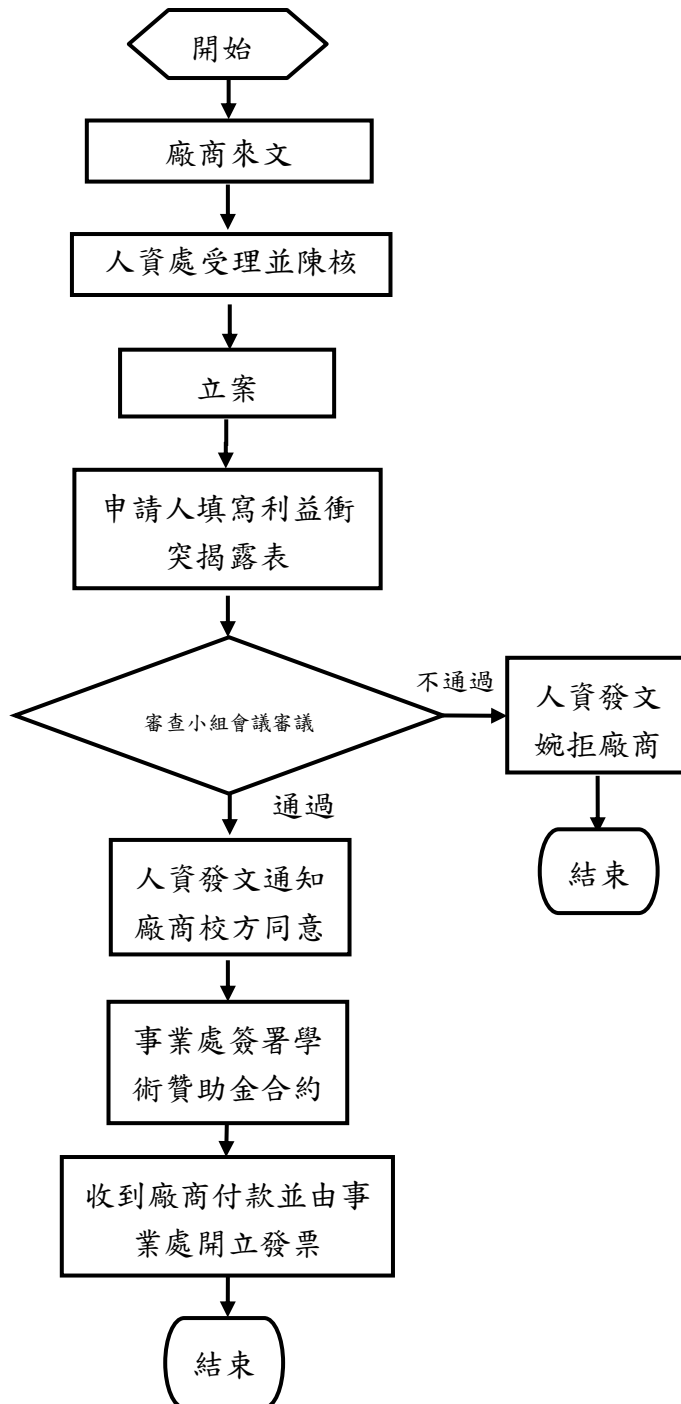 開始
廠商來文
人資處受理並陳核
立案
申請人填寫利益衝
突揭露表
審查小組會議審議
不通過
人資發文
婉拒廠商
結束
通過
人資發文通知
廠商校方同意
事業處簽署學
術贊助金合約
收到廠商付款並由事
業處開立發票
結束